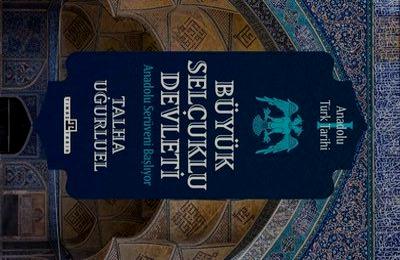 Anadolu
Türk Tarihi
1
BÜYÜK
SELÇUKLU
DEVLETİ
Anadolu Serüveni Başlıyor
TALHA
UĞURLUEL